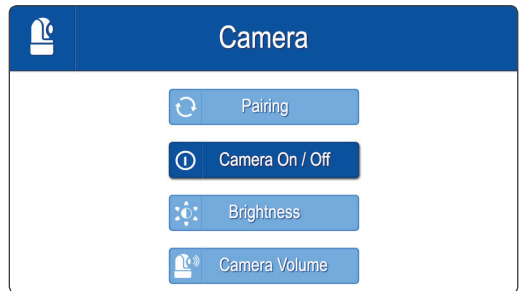 Camera
Pairing
Camera On / Off
Brightness
Camera Volume